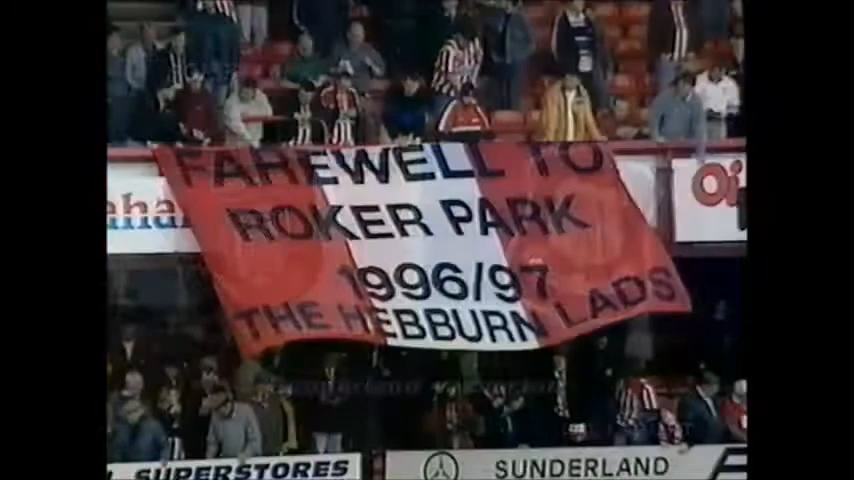 FAREWELL TO
ROKER PARK
1996/97
THE HEBBURN LADS
SUPERSTORES
SUNDERLAND